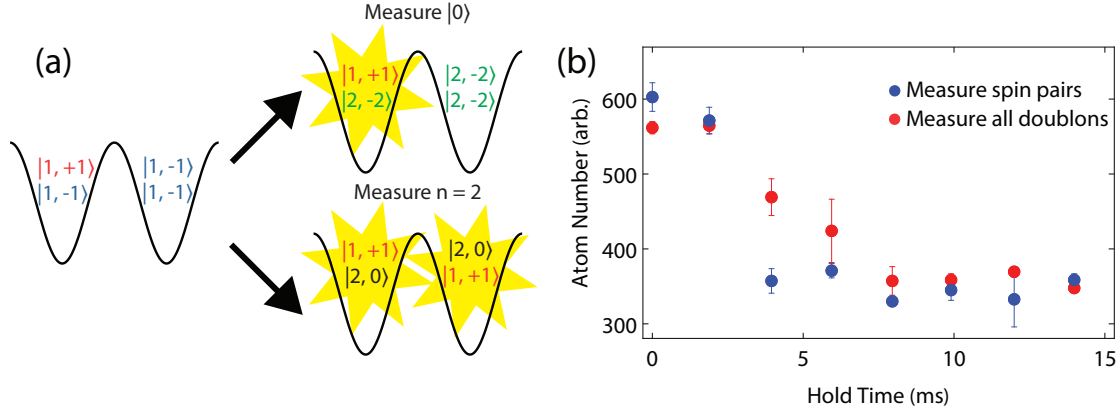 (a)
Measure |0⟩
|1, +1⟩
|2, -2⟩
|2, -2⟩
|2, -2⟩
|1, +1⟩
|1, -1⟩
|1, -1⟩
|1, -1⟩
Measure n = 2
|1, +1⟩
|2, 0⟩
|2, 0⟩
|1, +1⟩
(b)
Measure spin pairs
Measure all doublons
Atom Number (arb.)
600
500
400
300
0
5
10
15
Hold Time (ms)